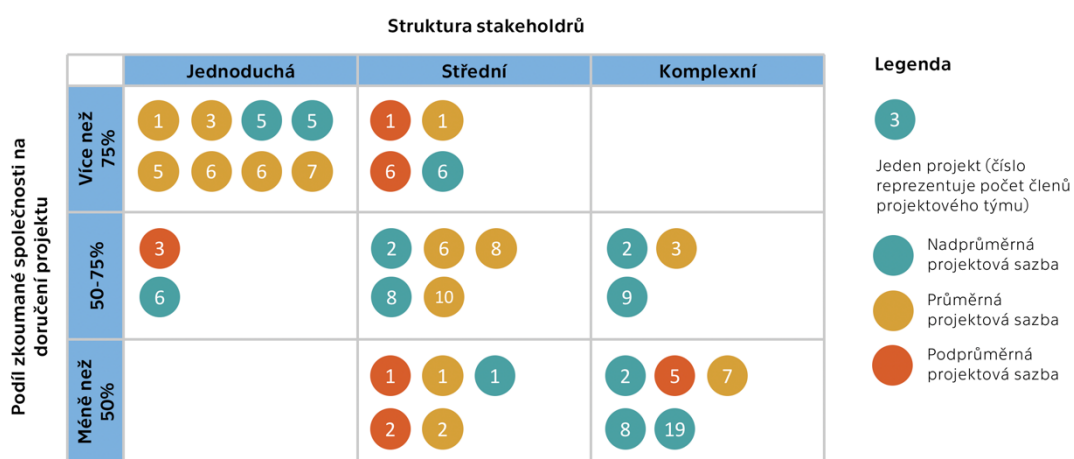 Struktura stakeholdrů
Jednoduchá Střední Komplexní
Podíl zkoumané společnosti na
doručení projektu
Více než
75%
1 3 5 5 1 1
5 6 6 7 6 6
50-75%
3 2 6 8 2 3
6 8 10 9
Méně než
50%
1 1 1 2 5 7
2 2 8 19
Legenda
3
Jeden projekt (číslo
reprezentuje počet členů
projektového týmu)
Nadprůměrná
projektová sazba
Průměrná
projektová sazba
Podprůměrná
projektová sazba